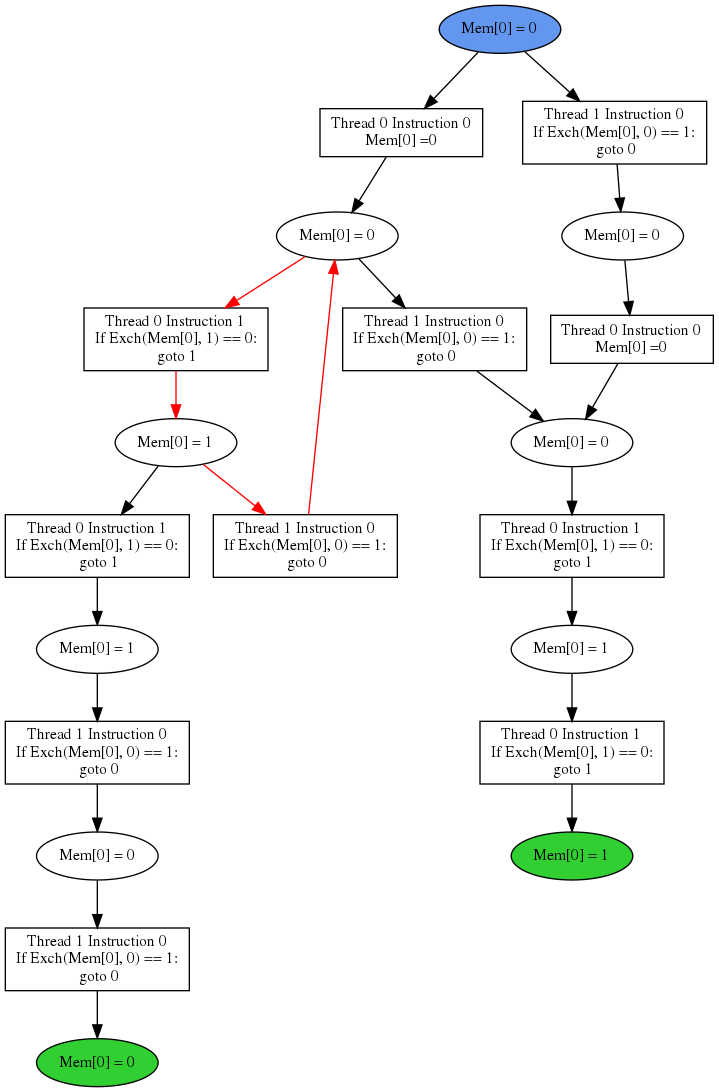 Mem[0] = 0
Thread 0 Instruction 0
Mem[0] =0
Thread 1 Instruction 0
If Exch(Mem[0], 0) == 1:
goto 0
Mem[0] = 0
Mem[0] = 0
Thread 0 Instruction 1
If Exch(Mem[0], 1) == 0:
goto 1
Thread 1 Instruction 0
If Exch(Mem[0], 0) == 1:
goto 0
Thread 0 Instruction 0
Mem[0] =0
Mem[0] = 1
Mem[0] = 0
Thread 0 Instruction 1
If Exch(Mem[0], 1) == 0:
goto 1
Thread 1 Instruction 0
If Exch(Mem[0], 0) == 1:
goto 0
Thread 0 Instruction 1
If Exch(Mem[0], 1) == 0:
goto 1
Mem[0] = 1
Mem[0] = 1
Thread 1 Instruction 0
If Exch(Mem[0], 0) == 1:
goto 0
Thread 0 Instruction 1
If Exch(Mem[0], 1) == 0:
goto 1
Mem[0] = 0
Mem[0] = 1
Thread 1 Instruction 0
If Exch(Mem[0], 0) == 1:
goto 0
Mem[0] = 0